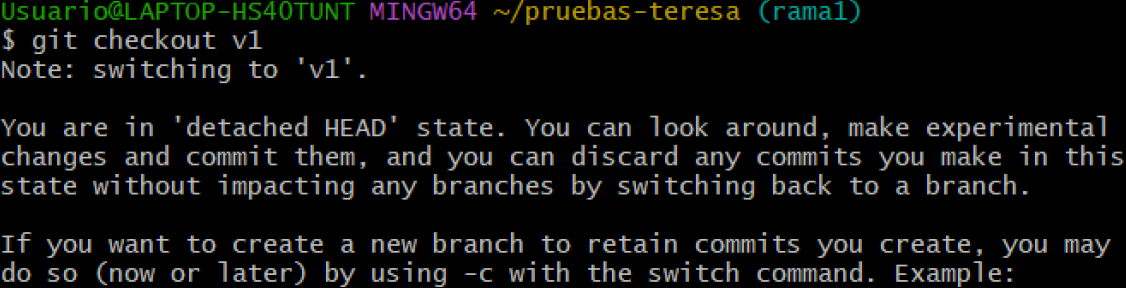 Usuario@LAPTOP-HS40TUNT MINGW64 ~/pruebas-teresa (rama1)
$ git checkout v1
Note: switching to 'v1'.
You are in 'detached HEAD' state. You can look around, make experimental
changes and commit them, and you can discard any commits you make in this
state without impacting any branches by switching back to a branch.
If you want to create a new branch to retain commits you create, you may
do so (now or later) by using -c with the switch command. Example: